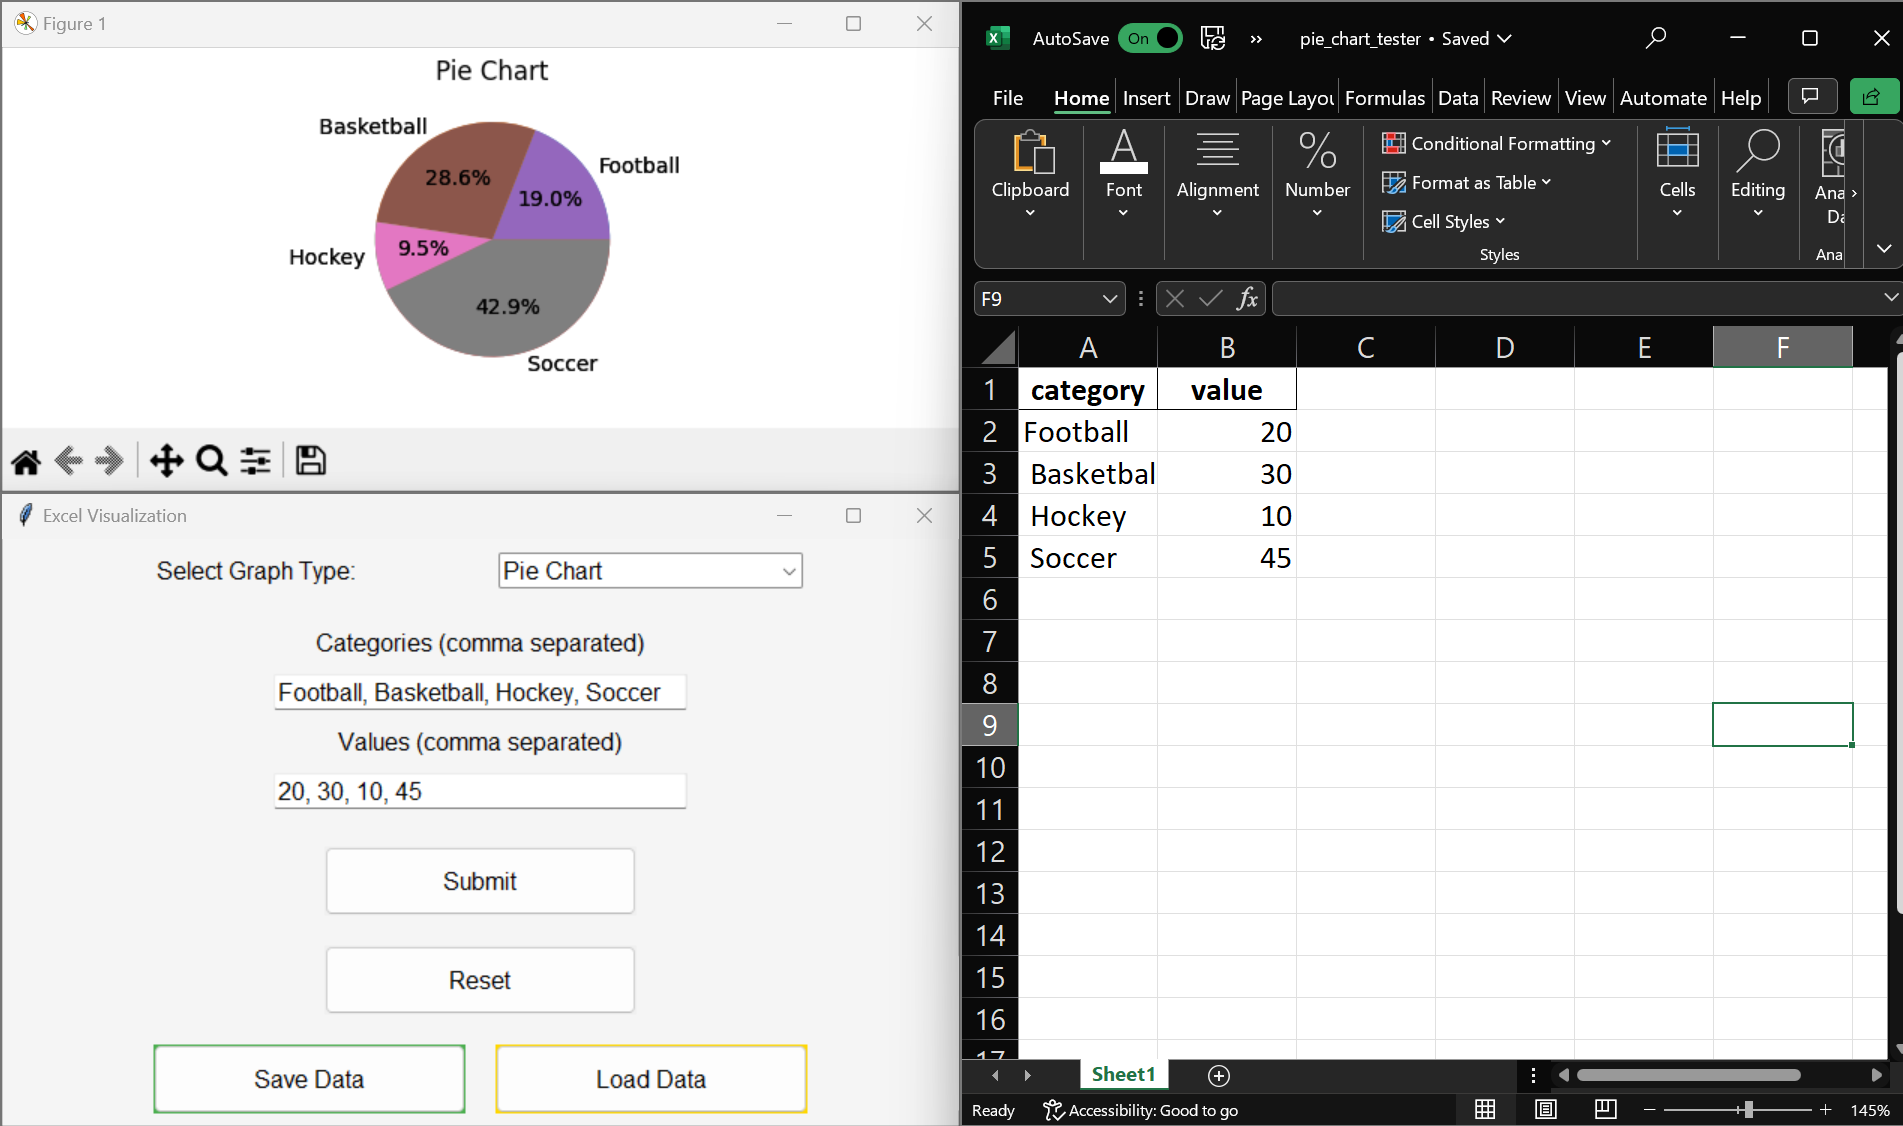 Figure 1
Pie Chart
Basketball
Football
28.6%
19.0%
Hockey
9.5%
42.9%
Soccer
Excel Visualization
Select Graph Type:
Pie Chart
Categories (comma separated)
Football, Basketball, Hockey, Soccer
Values (comma separated)
20, 30, 10, 45
Submit
Reset
Save Data
Load Data
AutoSave On pie_chart_tester • Saved
File Home Insert Draw Page Layou Formulas Data Review View Automate Help
Clipboard
Font
Alignment
Number
Conditional Formatting
Format as Table
Cell Styles
Styles
Cells
Editing
Ana
Da
Ana
F9
fx
A B C D E F
1 category value
2 Football 20
3 Basketbal 30
4 Hockey 10
5 Soccer 45
6
7
8
9
10
11
12
13
14
15
16
17
Sheet1
Ready Accessibility: Good to go 145%